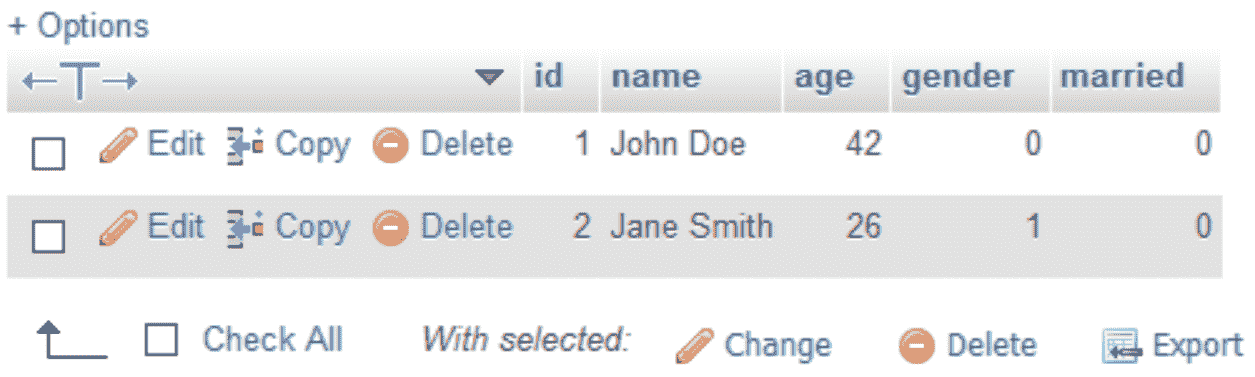 + Options
←T→ id name age gender married
Edit Copy Delete 1 John Doe 42 0 0
Edit Copy Delete 2 Jane Smith 26 1 0
Check All With selected: Change Delete Export